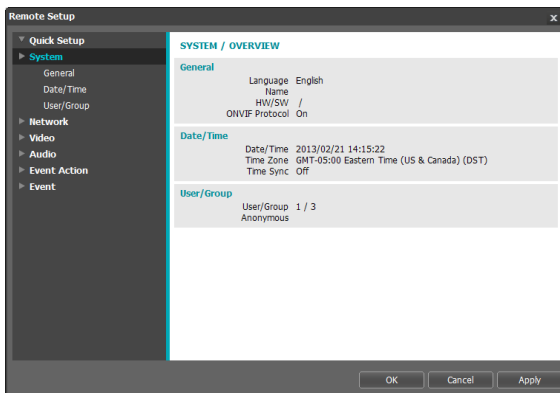 Remote Setup
x
Quick Setup
System
General
Date/Time
User/Group
Network
Video
Audio
Event Action
Event
SYSTEM / OVERVIEW
General
Language English
Name
HW/SW /
ONVIF Protocol On
Date/Time
Date/Time 2013/02/21 14:15:22
Time Zone GMT-05:00 Eastern Time (US & Canada) (DST)
Time Sync Off
User/Group
User/Group 1 / 3
Anonymous
OK Cancel Apply